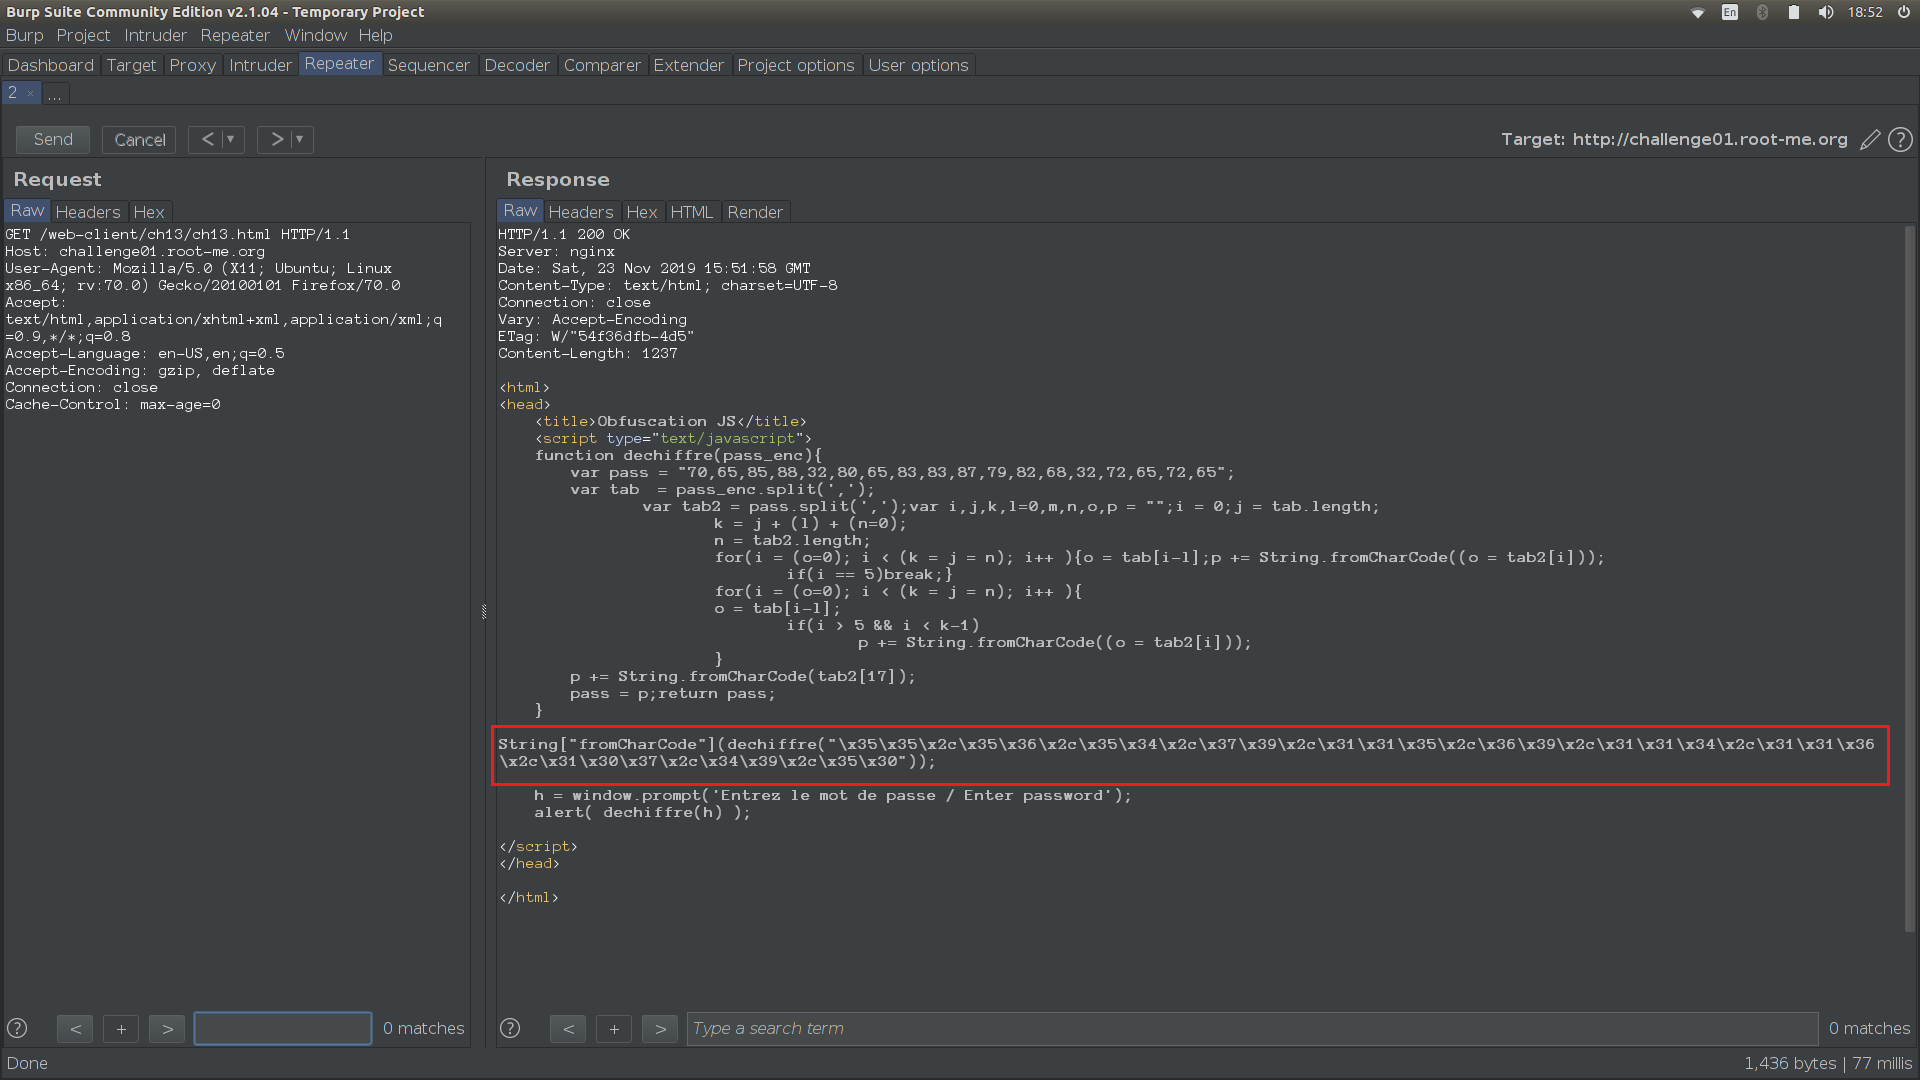 Burp Suite Community Edition v2.1.04 - Temporary Project
En
18:52
Burp Project Intruder Repeater Window Help
Dashboard Target Proxy Intruder Repeater Sequencer Decoder Comparer Extender Project options User options
2 × ...
Send Cancel < > Target: http://challenge01.root-me.org ?
Request
Raw Headers Hex
GET /web-client/ch13/ch13.html HTTP/1.1
Host: challenge01.root-me.org
User-Agent: Mozilla/5.0 (X11; Ubuntu; Linux
x86_64; rv:70.0) Gecko/20100101 Firefox/70.0
Accept:
text/html,application/xhtml+xml,application/xml;q
=0.9,*/*;q=0.8
Accept-Language: en-US,en;q=0.5
Accept-Encoding: gzip, deflate
Connection: close
Cache-Control: max-age=0
? < + > 0 matches
Response
Raw Headers Hex HTML Render
HTTP/1.1 200 OK
Server: nginx
Date: Sat, 23 Nov 2019 15:51:58 GMT
Content-Type: text/html; charset=UTF-8
Connection: close
Vary: Accept-Encoding
ETag: W/"54f36dfb-4d5"
Content-Length: 1237
<html>
<head>
<title>Obfuscation JS</title>
<script type="text/javascript">
function dechiffre(pass_enc){
var pass = "70,65,85,88,32,80,65,83,83,87,79,82,68,32,72,65,72,65";
var tab  = pass_enc.split(',');
var tab2 = pass.split(',');var i,j,k,l=0,m,n,o,p = "";i = 0;j = tab.length;
k = j + (l) + (n=0);
n = tab2.length;
for(i = (o=0); i < (k = j = n); i++ ){o = tab[i-l];p += String.fromCharCode((o = tab2[i]));
if(i == 5)break;}
for(i = (o=0); i < (k = j = n); i++ ){
o = tab[i-l];
if(i > 5 && i < k-1)
p += String.fromCharCode((o = tab2[i]));
}
p += String.fromCharCode(tab2[17]);
pass = p;return pass;
}
String["fromCharCode"](dechiffre("\x35\x35\x2c\x35\x36\x2c\x35\x34\x2c\x37\x39\x2c\x31\x31\x35\x2c\x36\x39\x2c\x31\x31\x34\x2c\x31\x31\x36
\x2c\x31\x30\x37\x2c\x34\x39\x2c\x35\x30"));
h = window.prompt('Entrez le mot de passe / Enter password');
alert( dechiffre(h) );
</script>
</head>
</html>
? < + > Type a search term 0 matches
Done 1,436 bytes | 77 millis